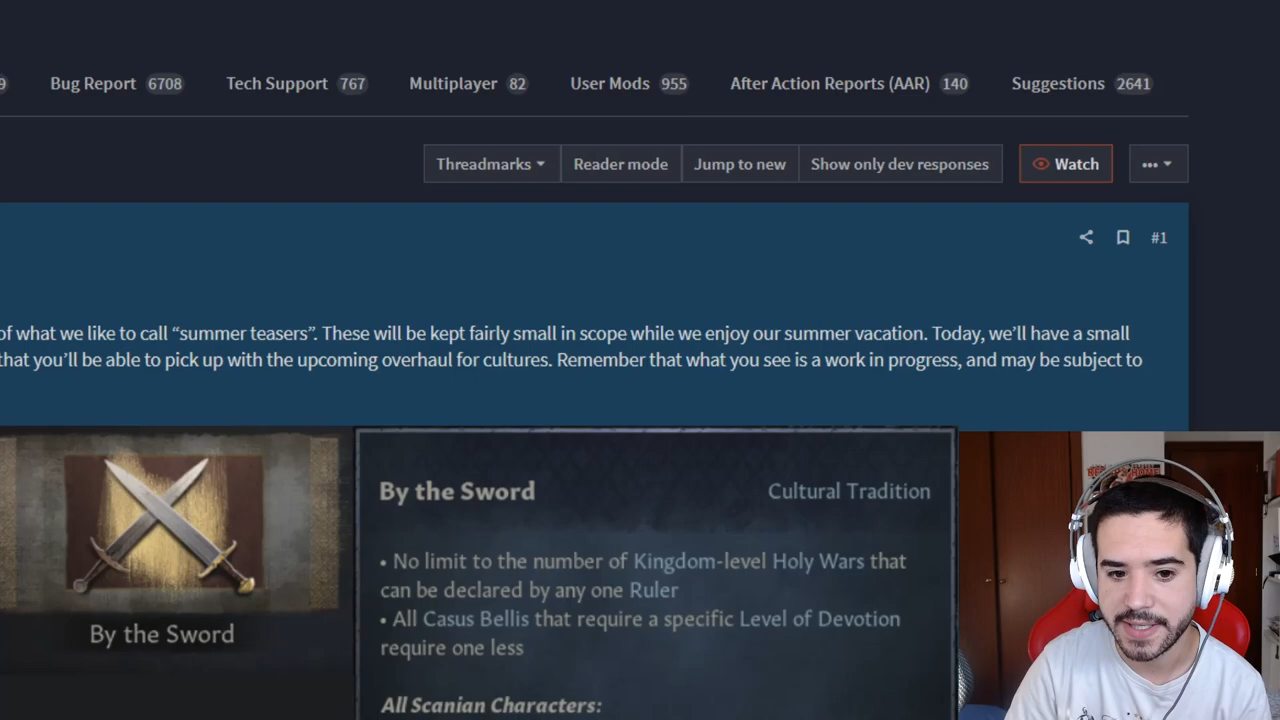 9 Bug Report 6708 Tech Support 767 Multiplayer 82 User Mods 955 After Action Reports (AAR) 140 Suggestions 2641
Threadmarks Reader mode Jump to new Show only dev responses Watch •••
#1
of what we like to call “summer teasers”. These will be kept fairly small in scope while we enjoy our summer vacation. Today, we’ll have a small
that you’ll be able to pick up with the upcoming overhaul for cultures. Remember that what you see is a work in progress, and may be subject to
By the Sword
By the Sword Cultural Tradition
• No limit to the number of Kingdom-level Holy Wars that
can be declared by any one Ruler
• All Casus Bellis that require a specific Level of Devotion
require one less
All Scanian Characters: